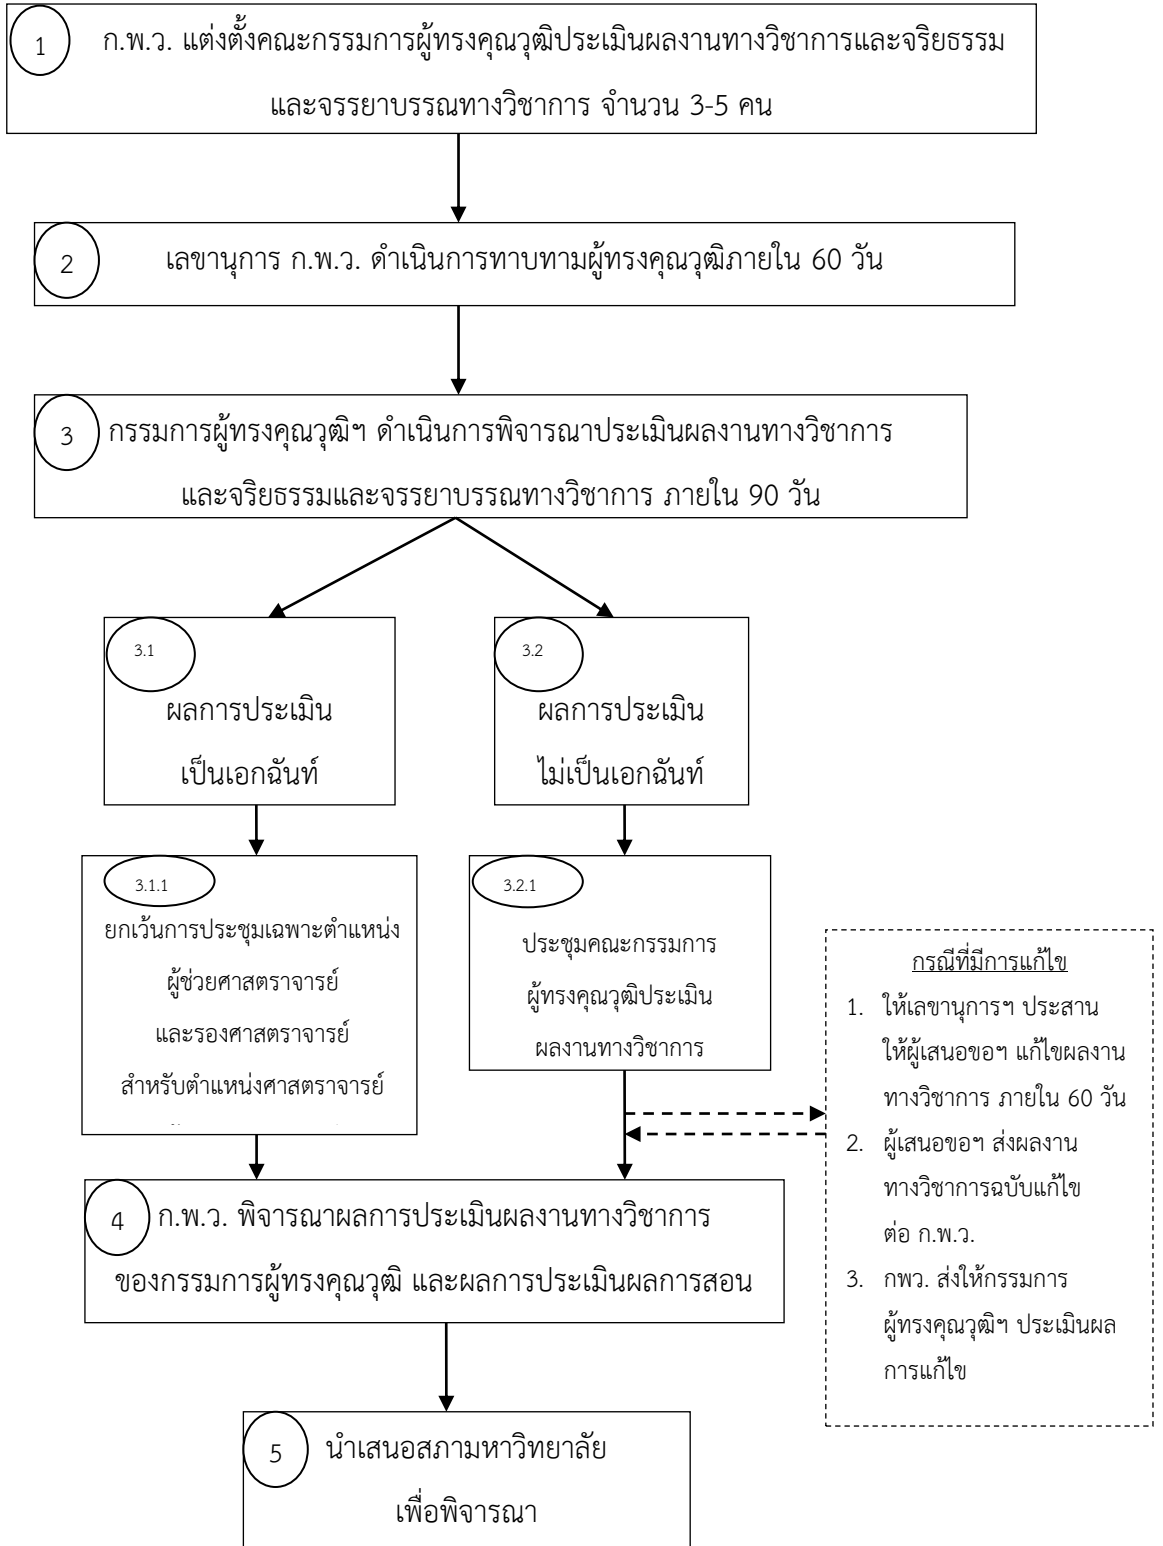 1
ก.พ.ว. แต่งตั้งคณะกรรมการผู้ทรงคุณวุฒิประเมินผลงานทางวิชาการและจริยธรรม
และจรรยาบรรณทางวิชาการ จำนวน 3-5 คน
2
เลขานุการ ก.พ.ว. ดำเนินการทาบทามผู้ทรงคุณวุฒิภายใน 60 วัน
3
กรรมการผู้ทรงคุณวุฒิฯ ดำเนินการพิจารณาประเมินผลงานทางวิชาการ
และจริยธรรมและจรรยาบรรณทางวิชาการ ภายใน 90 วัน
3.1
ผลการประเมิน
เป็นเอกฉันท์
3.2
ผลการประเมิน
ไม่เป็นเอกฉันท์
3.1.1
ยกเว้นการประชุมเฉพาะตำแหน่ง
ผู้ช่วยศาสตราจารย์
และรองศาสตราจารย์
สำหรับตำแหน่งศาสตราจารย์
3.2.1
ประชุมคณะกรรมการ
ผู้ทรงคุณวุฒิประเมิน
ผลงานทางวิชาการ
กรณีที่มีการแก้ไข
1. ให้เลขานุการฯ ประสาน
ให้ผู้เสนอขอฯ แก้ไขผลงาน
ทางวิชาการ ภายใน 60 วัน
2. ผู้เสนอขอฯ ส่งผลงาน
ทางวิชาการฉบับแก้ไข
ต่อ ก.พ.ว.
3. กพว. ส่งให้กรรมการ
ผู้ทรงคุณวุฒิฯ ประเมินผล
การแก้ไข
4
ก.พ.ว. พิจารณาผลการประเมินผลงานทางวิชาการ
ของกรรมการผู้ทรงคุณวุฒิ และผลการประเมินผลการสอน
5
นำเสนอสภามหาวิทยาลัย
เพื่อพิจารณา